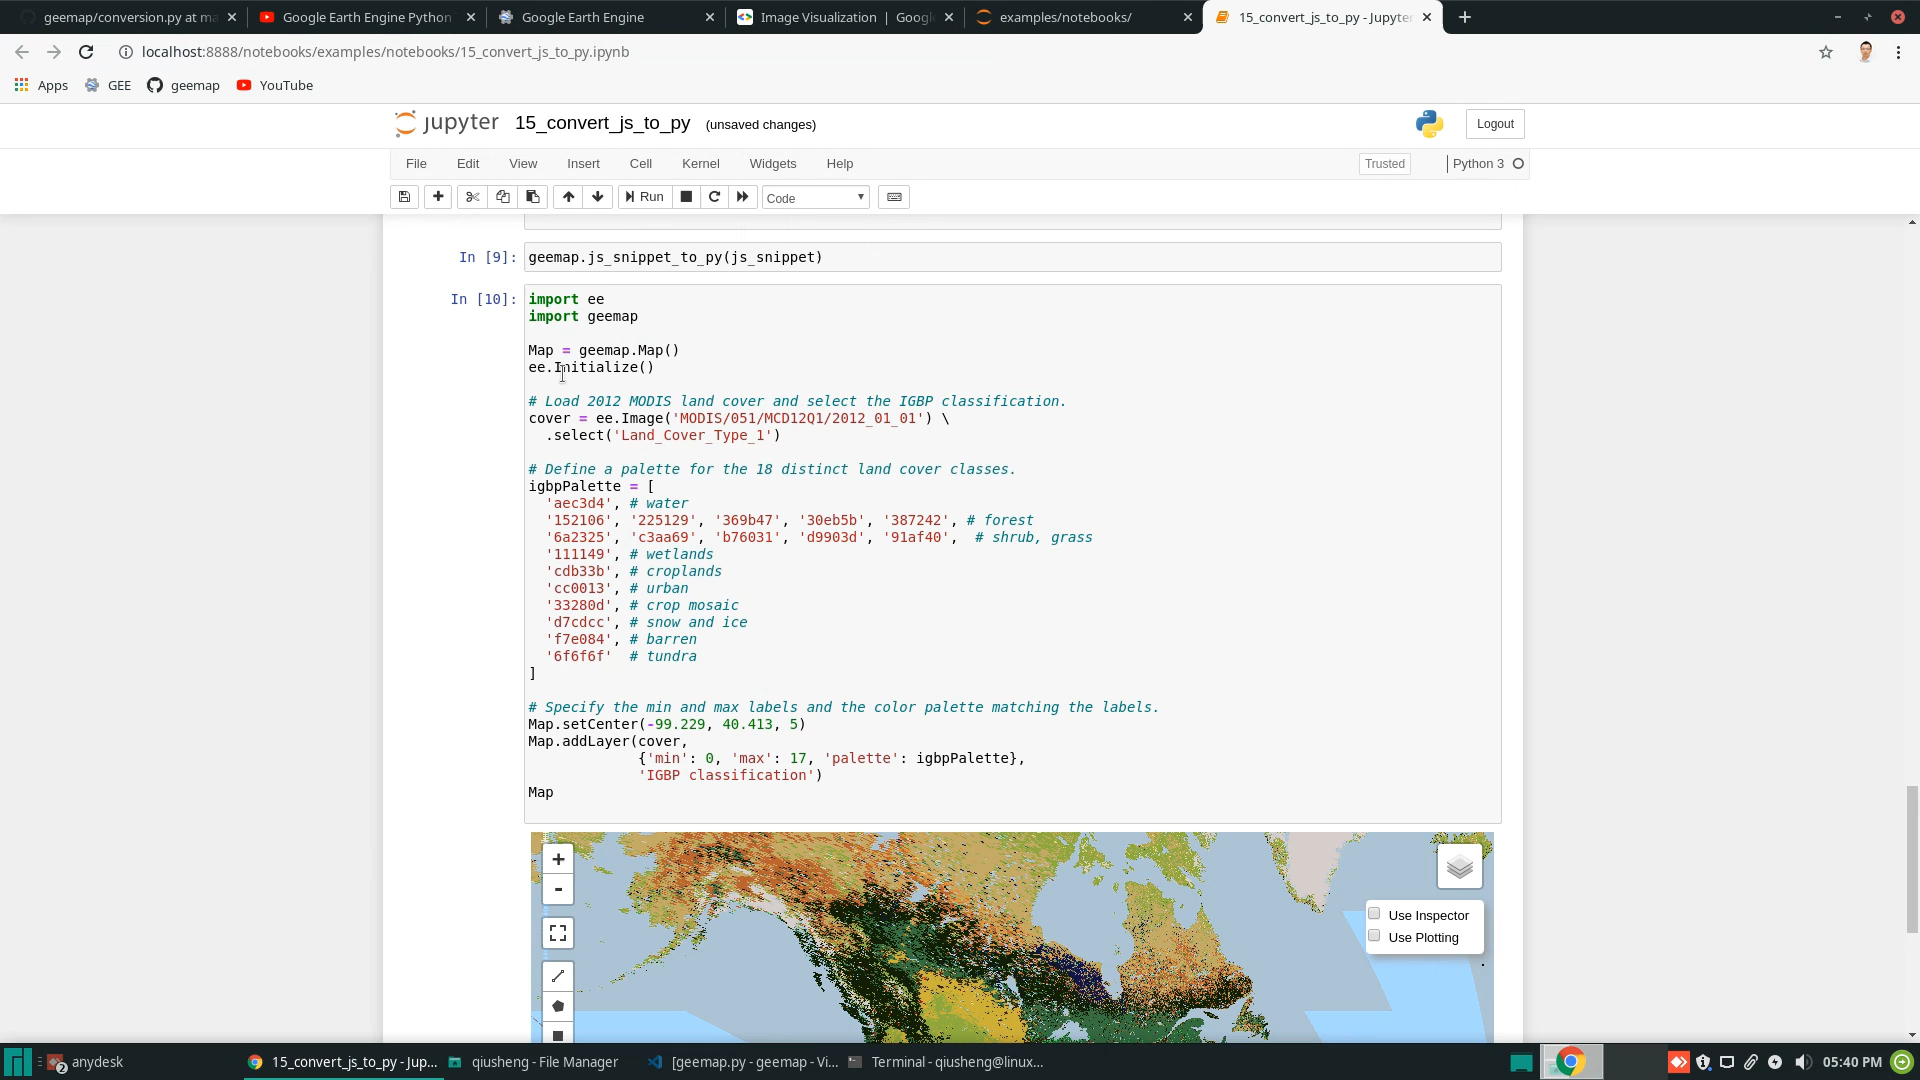 geemap/conversion.py at ma
Google Earth Engine Python
Google Earth Engine
Image Visualization | Google
examples/notebooks/
15_convert_js_to_py - Jupyter
localhost:8888/notebooks/examples/notebooks/15_convert_js_to_py.ipynb
Apps GEE geemap YouTube
jupyter 15_convert_js_to_py (unsaved changes) Logout
File Edit View Insert Cell Kernel Widgets Help Trusted Python 3
Run Code
In [9]: geemap.js_snippet_to_py(js_snippet)
In [10]: import ee
import geemap
Map = geemap.Map()
ee.Initialize()
# Load 2012 MODIS land cover and select the IGBP classification.
cover = ee.Image('MODIS/051/MCD12Q1/2012_01_01') \
.select('Land_Cover_Type_1')
# Define a palette for the 18 distinct land cover classes.
igbpPalette = [
'aec3d4', # water
'152106', '225129', '369b47', '30eb5b', '387242', # forest
'6a2325', 'c3aa69', 'b76031', 'd9903d', '91af40', # shrub, grass
'111149', # wetlands
'cdb33b', # croplands
'cc0013', # urban
'33280d', # crop mosaic
'd7cdcc', # snow and ice
'f7e084', # barren
'6f6f6f' # tundra
]
# Specify the min and max labels and the color palette matching the labels.
Map.setCenter(-99.229, 40.413, 5)
Map.addLayer(cover,
{'min': 0, 'max': 17, 'palette': igbpPalette},
'IGBP classification')
Map
+
-
Use Inspector
Use Plotting
2 anydesk
15_convert_js_to_py - Jup...
qiusheng - File Manager
[geemap.py - geemap - Vi...
Terminal - qiusheng@linux...
05:40 PM